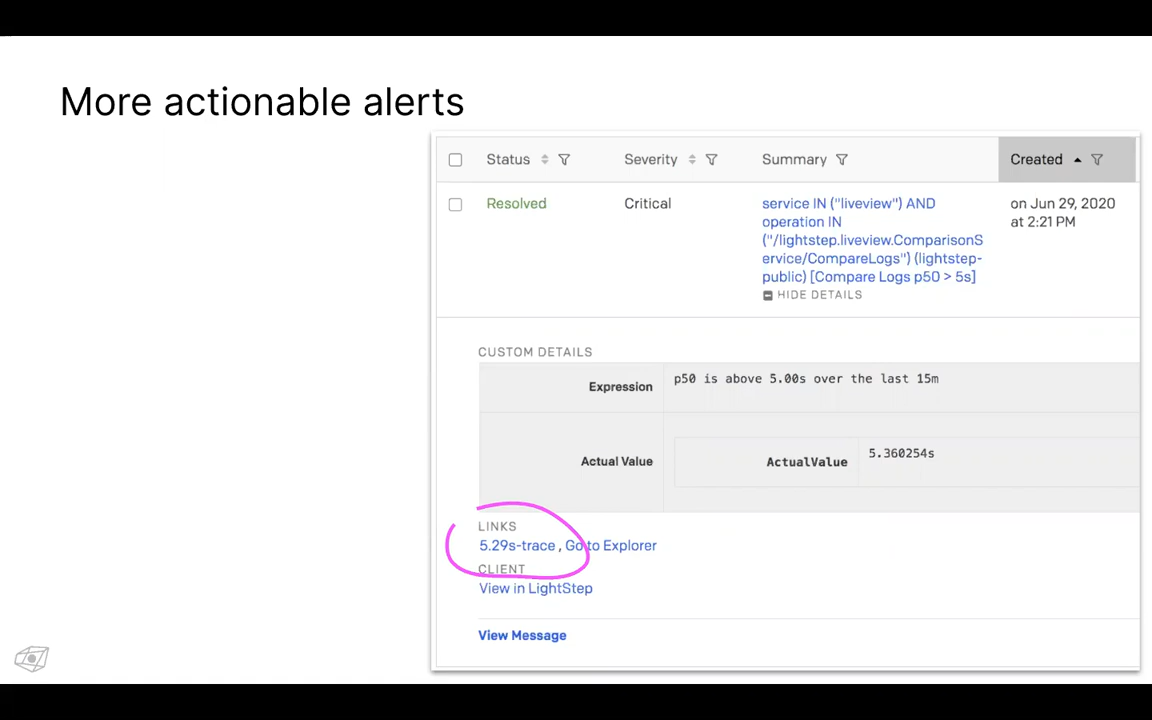 More actionable alerts
Status Severity Summary Created
Resolved Critical service IN ("liveview") AND on Jun 29, 2020
operation IN at 2:21 PM
("/lightstep.liveview.ComparisonS
ervice/CompareLogs") (lightstep-
public) [Compare Logs p50 > 5s]
HIDE DETAILS
CUSTOM DETAILS
Expression p50 is above 5.00s over the last 15m
Actual Value ActualValue 5.360254s
LINKS
5.29s-trace , Go to Explorer
CLIENT
View in LightStep
View Message